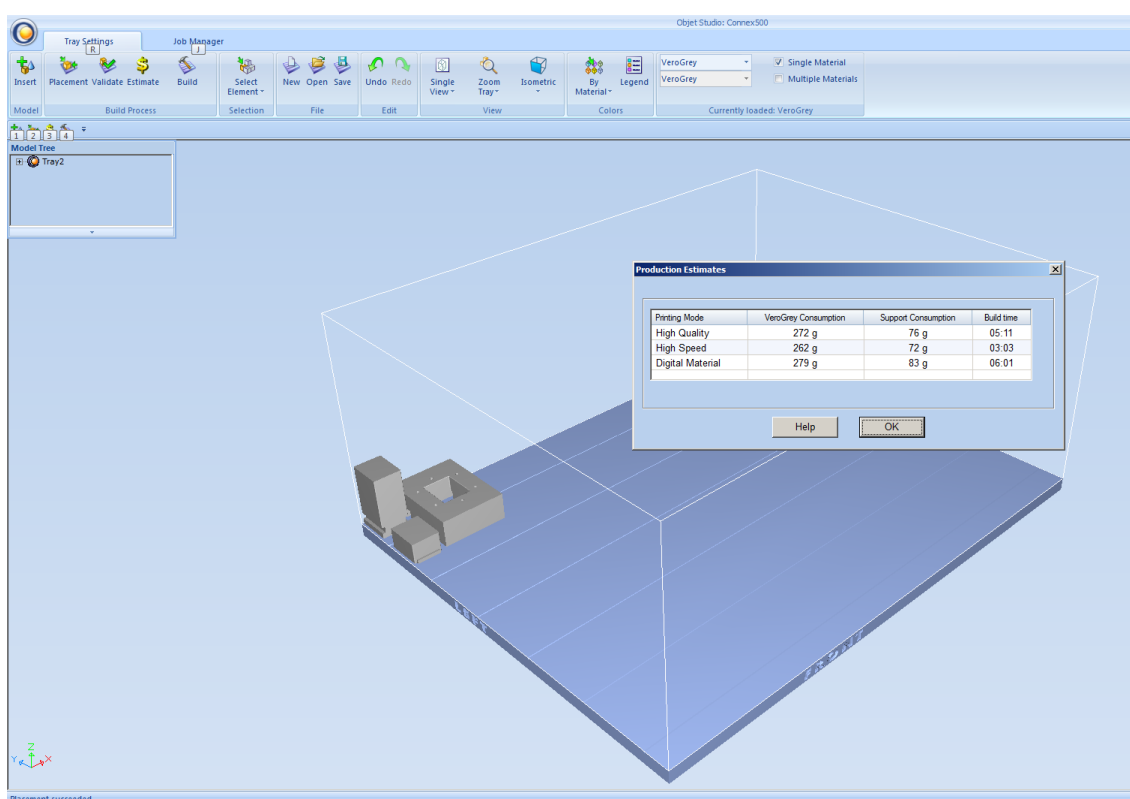 Objet Studio: Connex500
Tray Settings
Job Manager
R
J
Insert
Placement Validate Estimate
Build
Select Element
New Open Save
Undo Redo
Single View
Zoom Tray
Isometric
By Material
Legend
VeroGrey
VeroGrey
Single Material
Multiple Materials
Model
Build Process
Selection
File
Edit
View
Colors
Currently loaded: VeroGrey
1 2 3 4
Model Tree
Tray2
Production Estimates
Printing Mode VeroGrey Consumption Support Consumption Build time
High Quality 272 g 76 g 05:11
High Speed 262 g 72 g 03:03
Digital Material 279 g 83 g 06:01
Help OK
LEFT
FRONT
Z
Y X
Placement succeeded